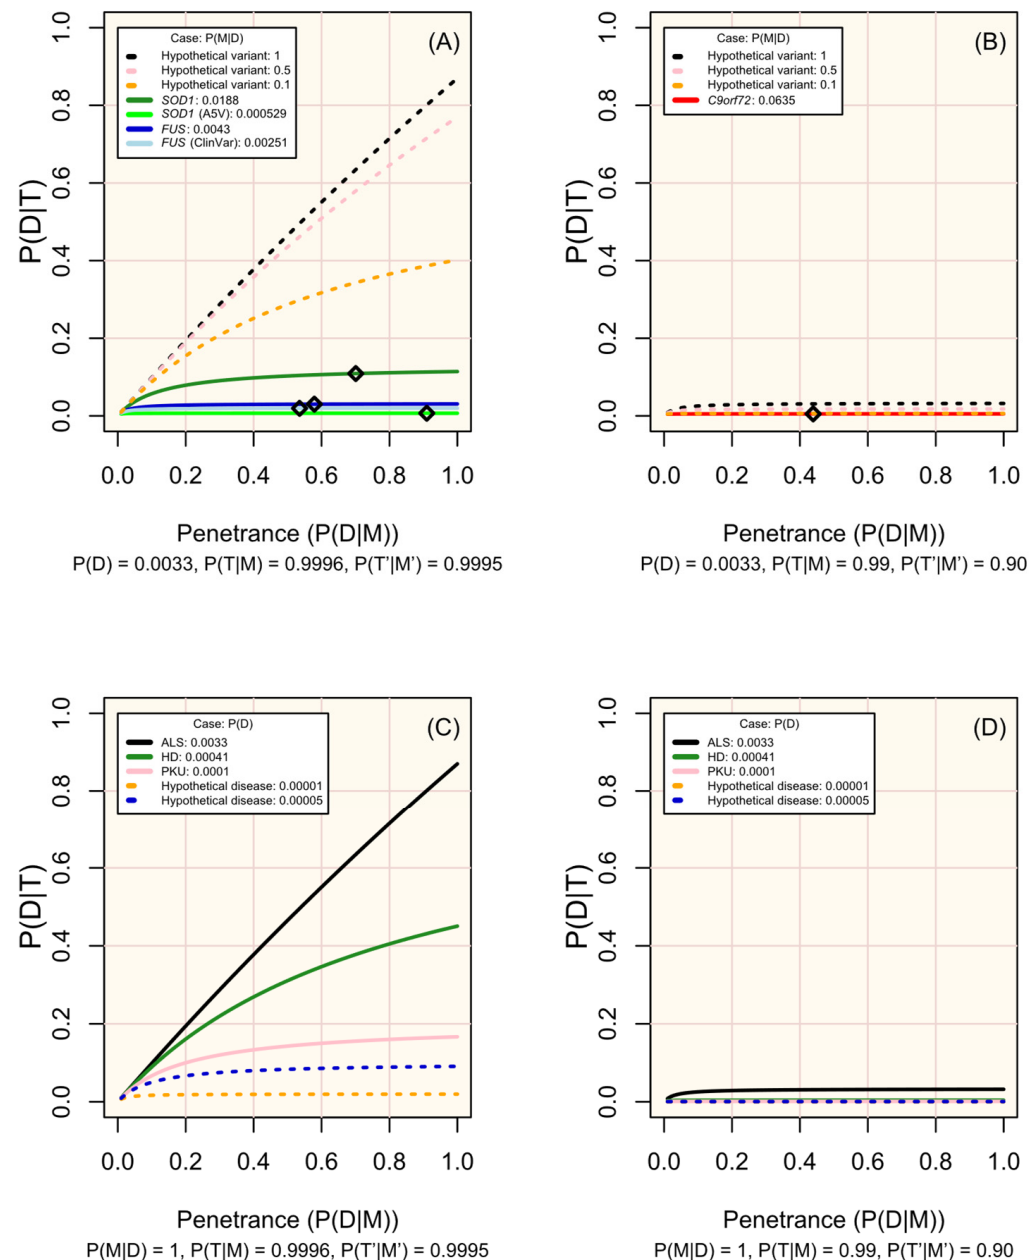 (A)
Case: P(M|D)
Hypothetical variant: 1
Hypothetical variant: 0.5
Hypothetical variant: 0.1
SOD1: 0.0188
SOD1 (A5V): 0.000529
FUS: 0.0043
FUS (ClinVar): 0.00251
P(D|T)
1.0
0.8
0.6
0.4
0.2
0.0
0.0 0.2 0.4 0.6 0.8 1.0
Penetrance (P(D|M))
P(D) = 0.0033, P(T|M) = 0.9996, P(T'|M’) = 0.9995
(B)
Case: P(M|D)
Hypothetical variant: 1
Hypothetical variant: 0.5
Hypothetical variant: 0.1
C9orf72: 0.0635
P(D|T)
1.0
0.8
0.6
0.4
0.2
0.0
0.0 0.2 0.4 0.6 0.8 1.0
Penetrance (P(D|M))
P(D) = 0.0033, P(T|M) = 0.99, P(T'|M’) = 0.90
(C)
Case: P(D)
ALS: 0.0033
HD: 0.00041
PKU: 0.0001
Hypothetical disease: 0.00001
Hypothetical disease: 0.00005
P(D|T)
1.0
0.8
0.6
0.4
0.2
0.0
0.0 0.2 0.4 0.6 0.8 1.0
Penetrance (P(D|M))
P(M|D) = 1, P(T|M) = 0.9996, P(T'|M’) = 0.9995
(D)
Case: P(D)
ALS: 0.0033
HD: 0.00041
PKU: 0.0001
Hypothetical disease: 0.00001
Hypothetical disease: 0.00005
P(D|T)
1.0
0.8
0.6
0.4
0.2
0.0
0.0 0.2 0.4 0.6 0.8 1.0
Penetrance (P(D|M))
P(M|D) = 1, P(T|M) = 0.99, P(T'|M’) = 0.90